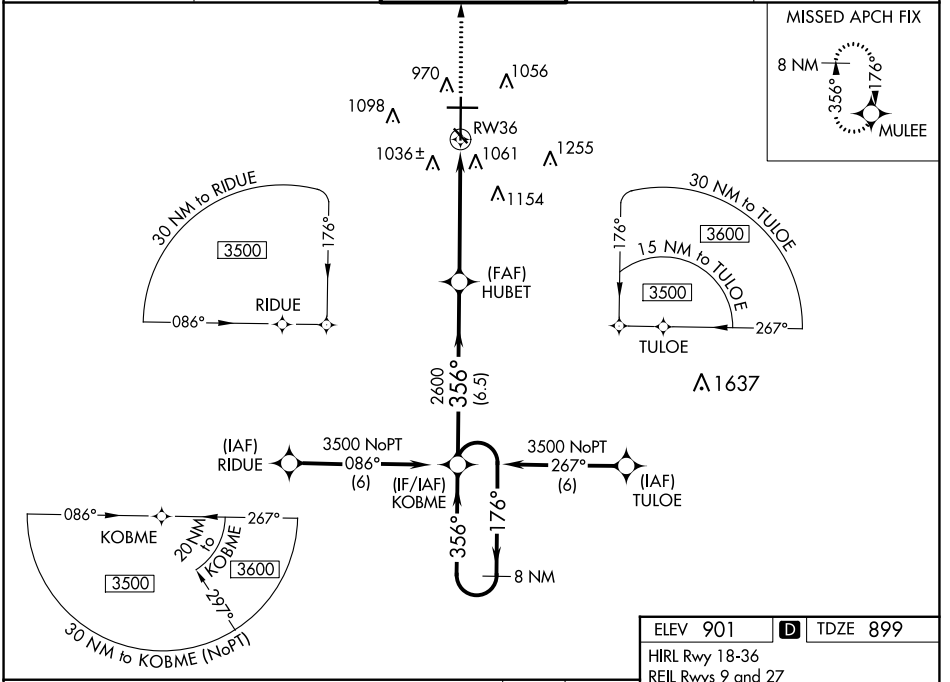 MISSED APCH FIX
8 NM
356°
176°
MULEE
970
1056
1098
RW36
1036±
1061
1255
1154
30 NM to RIDUE
3500
176°
086°
RIDUE
(FAF)
HUBET
30 NM to TULOE
3600
176°
15 NM to TULOE
3500
267°
TULOE
1637
2600
356°
(6.5)
(IAF)
RIDUE
3500 NoPT
086°
(6)
(IF/IAF)
KOBME
3500 NoPT
267°
(6)
(IAF)
TULOE
356°
176°
8 NM
086°
KOBME
267°
20 NM
to
KOBME
3500
3600
297°
30 NM to KOBME (NoPT)
ELEV 901 D TDZE 899
HIRL Rwy 18-36
REIL Rwys 9 and 27